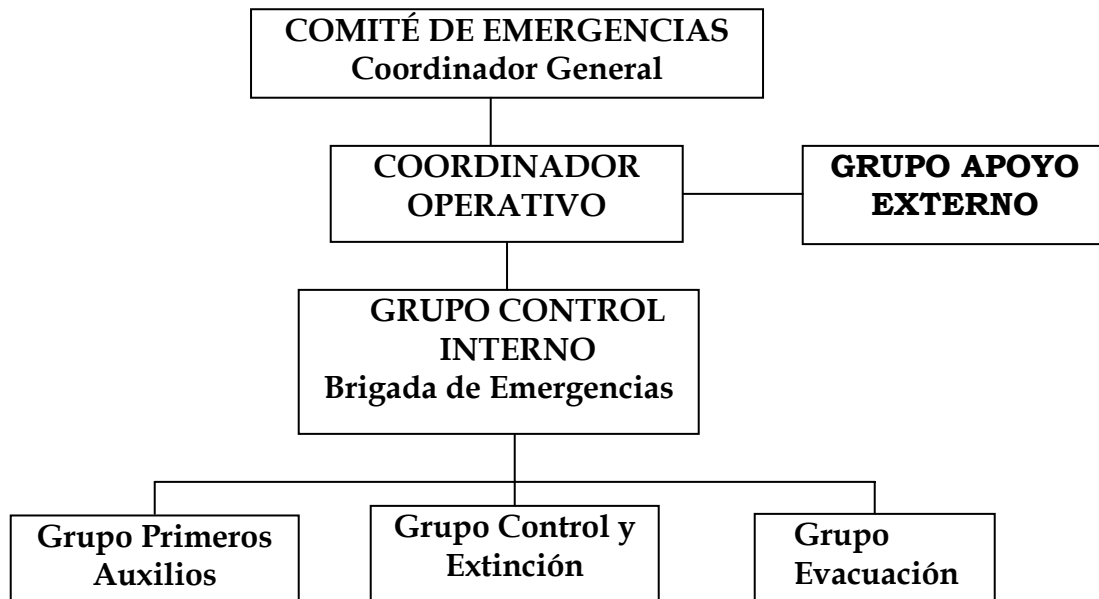 COMITÉ DE EMERGENCIAS
Coordinador General
COORDINADOR
OPERATIVO
GRUPO APOYO
EXTERNO
GRUPO CONTROL
INTERNO
Brigada de Emergencias
Grupo Primeros
Auxilios
Grupo Control y
Extinción
Grupo
Evacuación